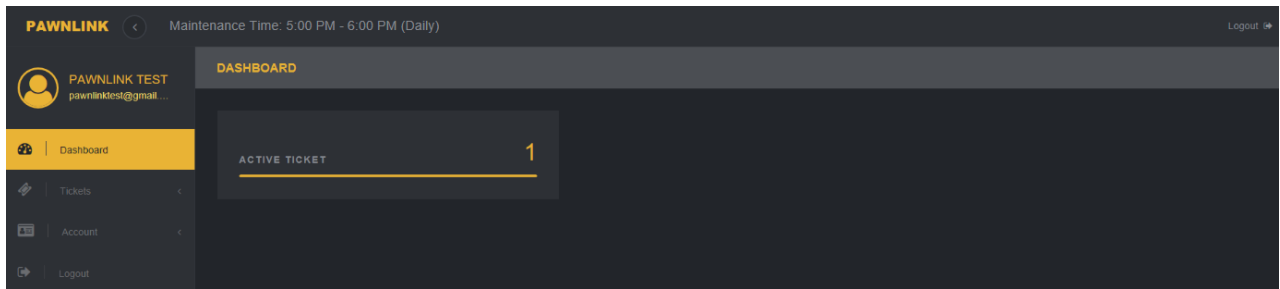 PAWNLINK
Maintenance Time: 5:00 PM - 6:00 PM (Daily)
Logout
PAWNLINK TEST
pawnlinktest@gmail....
DASHBOARD
Dashboard
ACTIVE TICKET 1
Tickets
Account
Logout